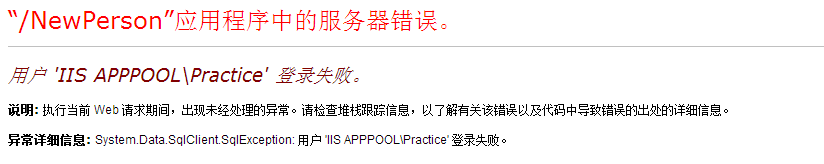 “/NewPerson”应用程序中的服务器错误。
用户 'IIS APPPOOL\Practice' 登录失败。
说明: 执行当前 Web 请求期间，出现未经处理的异常。请检查堆栈跟踪信息，以了解有关该错误以及代码中导致错误的出处的详细信息。
异常详细信息: System.Data.SqlClient.SqlException: 用户 'IIS APPPOOL\Practice' 登录失败。